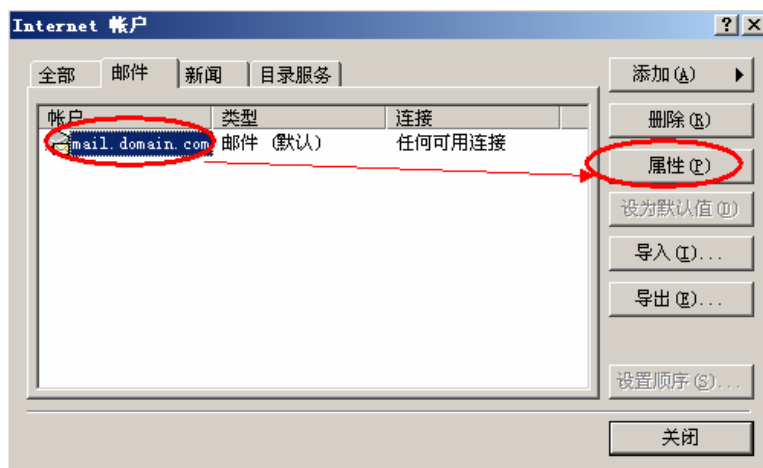 Internet 帐户
全部 邮件 新闻 目录服务
帐户 类型 连接
mail.domain.com 邮件 (默认) 任何可用连接
添加(A)
删除(R)
属性(P)
设为默认值(D)
导入(I)...
导出(E)...
设置顺序(S)...
关闭